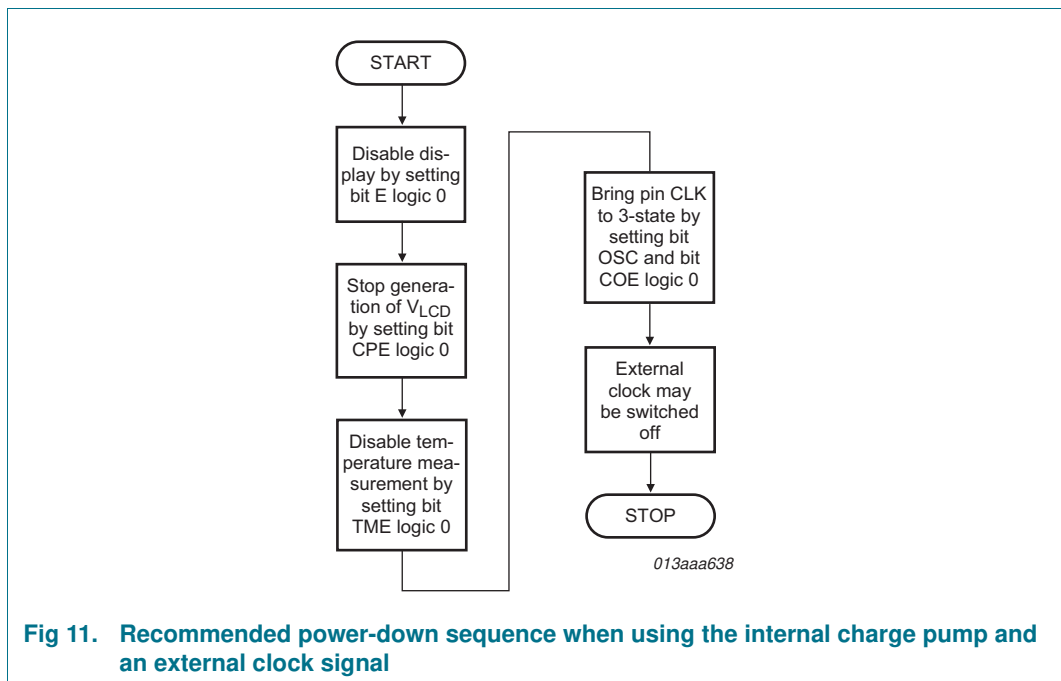 START
Disable dis-
play by setting
bit E logic 0
Stop genera-
tion of VLCD
by setting bit
CPE logic 0
Disable tem-
perature mea-
surement by
setting bit
TME logic 0
Bring pin CLK
to 3-state by
setting bit
OSC and bit
COE logic 0
External
clock may
be switched
off
STOP
013aaa638
Fig 11. Recommended power-down sequence when using the internal charge pump and
an external clock signal